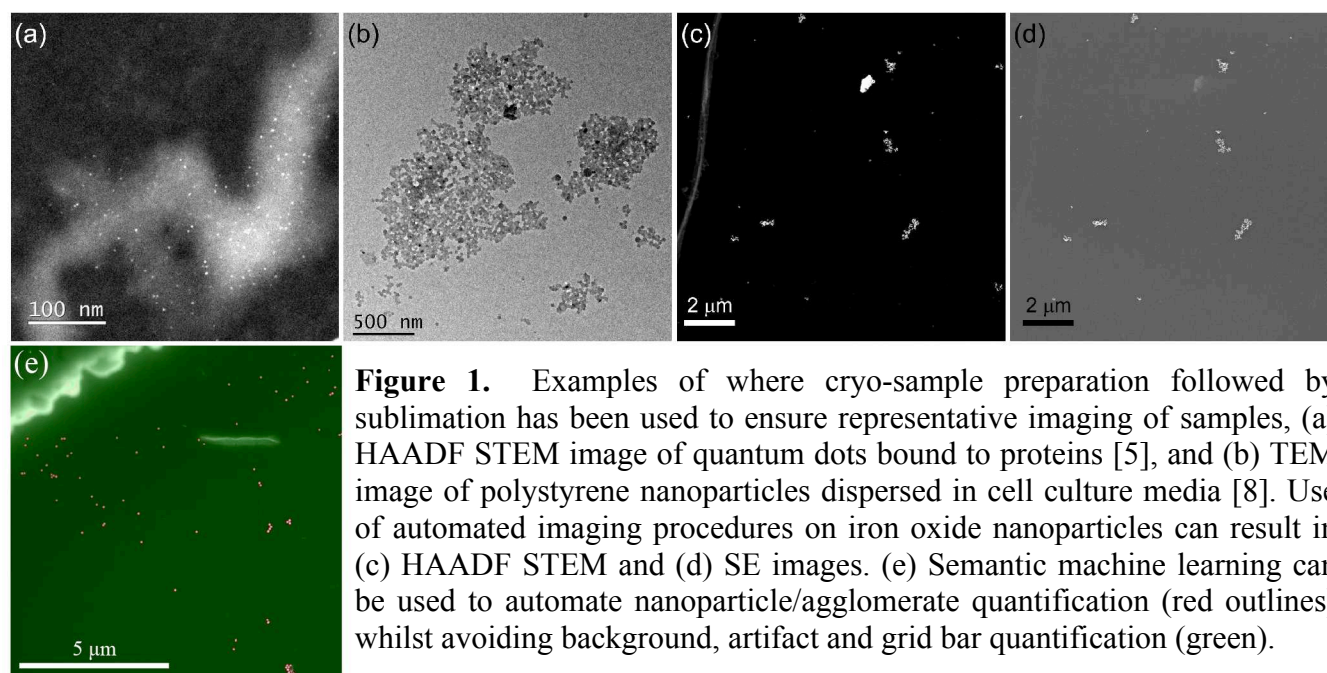 (a)
100 nm
(b)
500 nm
(c)
2 µm
(d)
2 µm
(e)
5 µm
Figure 1. Examples of where cryo-sample preparation followed by
sublimation has been used to ensure representative imaging of samples, (a
HAADF STEM image of quantum dots bound to proteins [5], and (b) TEM
image of polystyrene nanoparticles dispersed in cell culture media [8]. Use
of automated imaging procedures on iron oxide nanoparticles can result in
(c) HAADF STEM and (d) SE images. (e) Semantic machine learning can
be used to automate nanoparticle/agglomerate quantification (red outlines
whilst avoiding background, artifact and grid bar quantification (green).